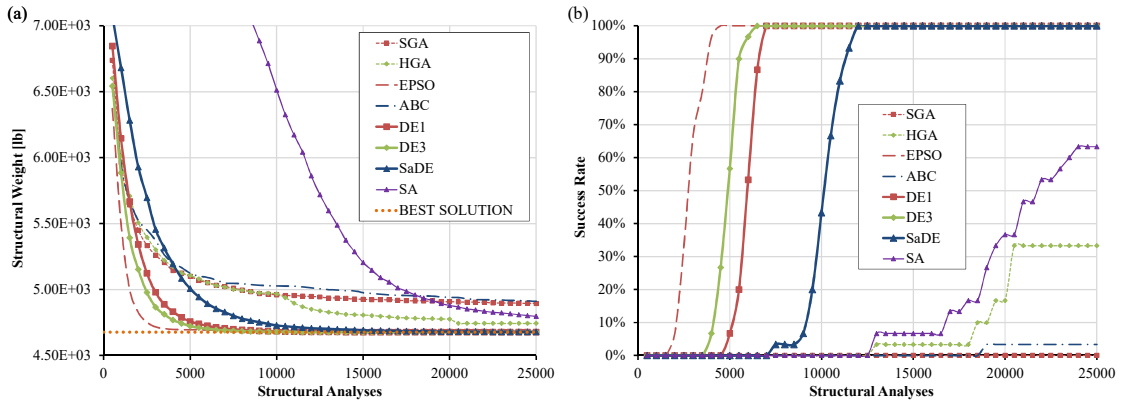 (a)
Structural Weight [lb]
7.00E+03
6.50E+03
6.00E+03
5.50E+03
5.00E+03
4.50E+03
0
5000
10000
15000
20000
25000
Structural Analyses
SGA
HGA
EPSO
ABC
DE1
DE3
SaDE
SA
BEST SOLUTION
(b)
Success Rate
100%
90%
80%
70%
60%
50%
40%
30%
20%
10%
0%
0
5000
10000
15000
20000
25000
Structural Analyses
SGA
HGA
EPSO
ABC
DE1
DE3
SaDE
SA